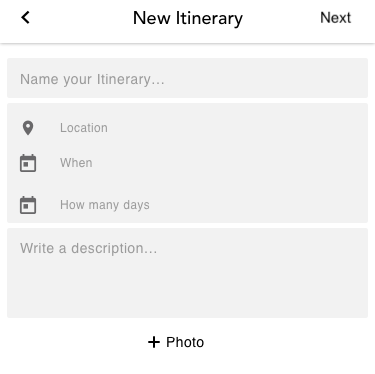 New Itinerary Next
Name your Itinerary...
Location
When
How many days
Write a description...
+ Photo